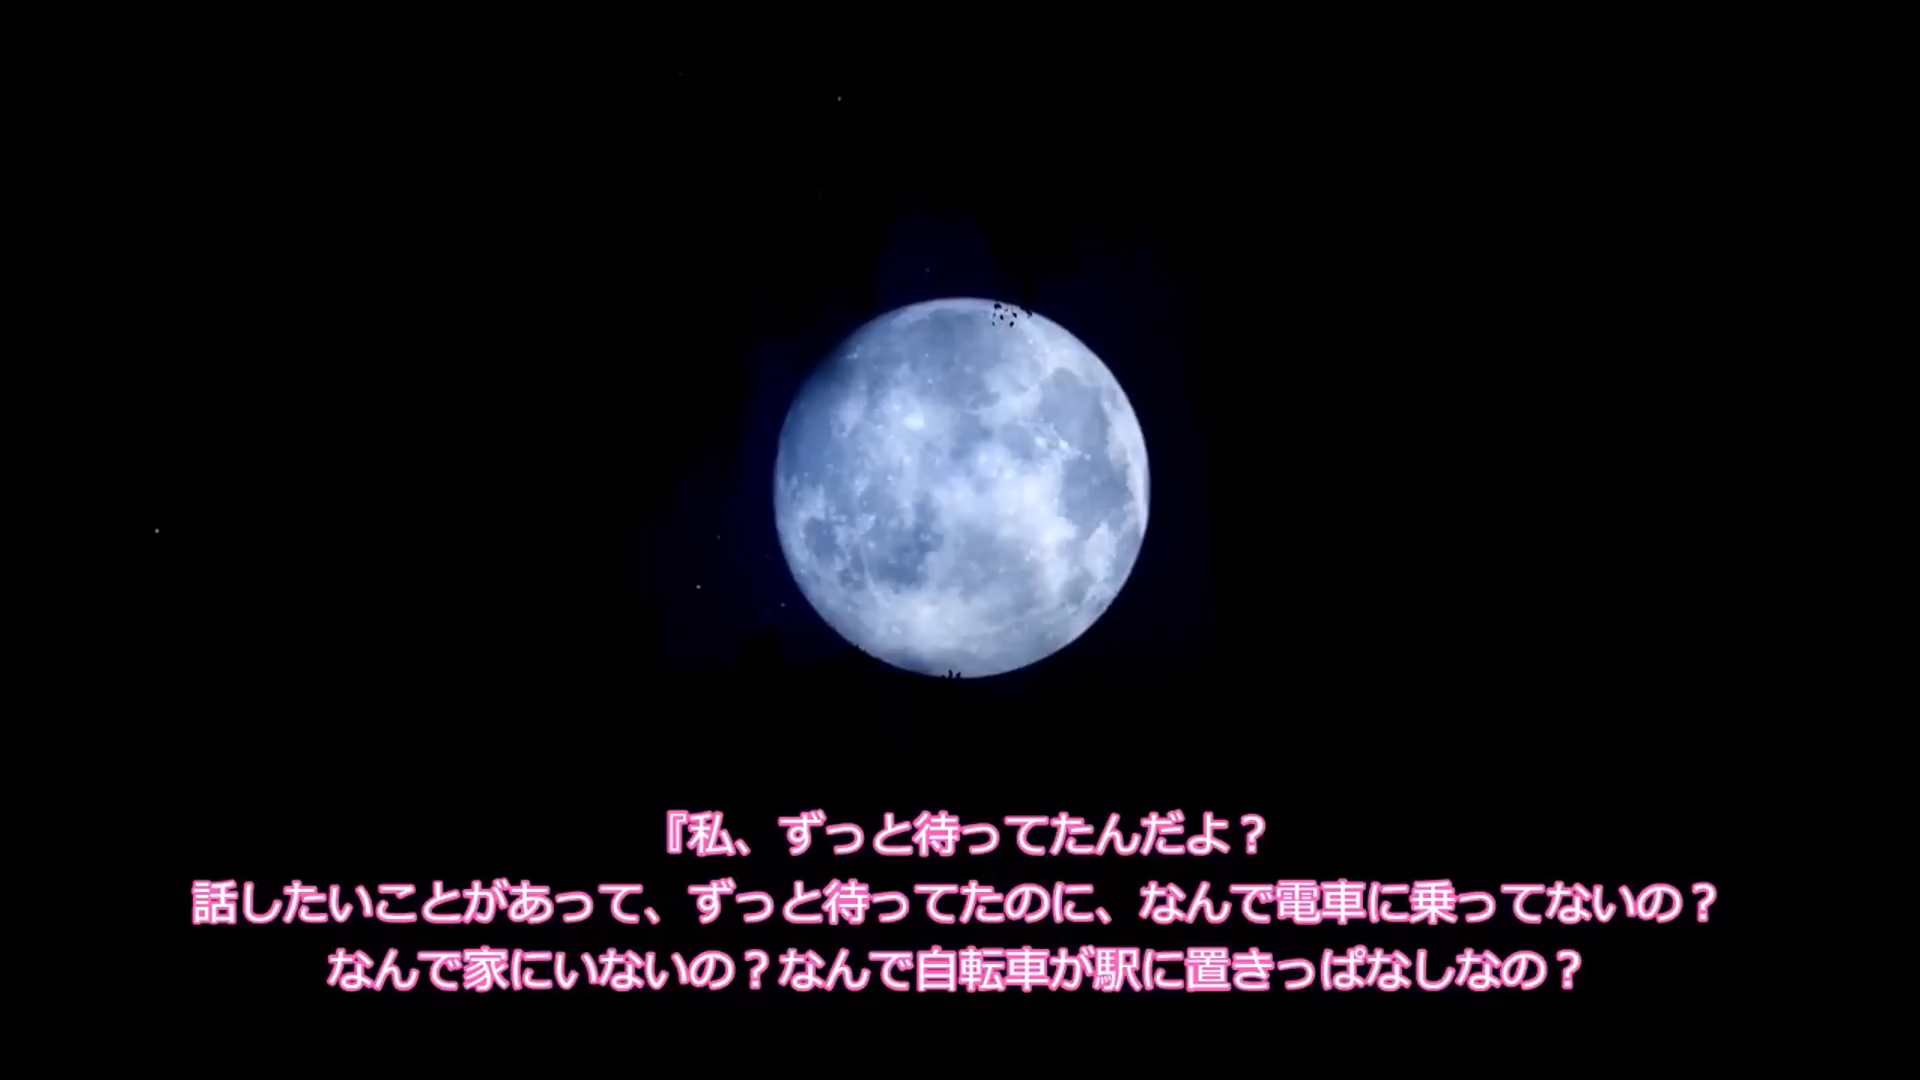 『私、ずっと待ってたんだよ？
話したいことがあって、ずっと待ってたのに、なんで電車に乗ってないの？
なんで家にいないの？なんで自転車が駅に置きっぱなしなの？